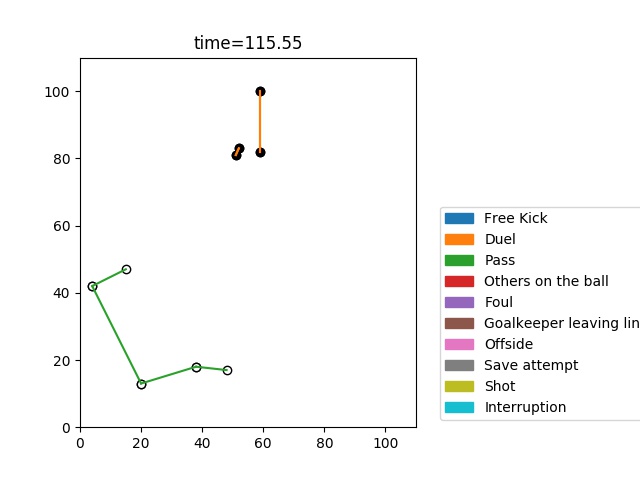 time=115.55
100
80
60
40
20
0
0 20 40 60 80 100
Free Kick
Duel
Pass
Others on the ball
Foul
Goalkeeper leaving lin
Offside
Save attempt
Shot
Interruption